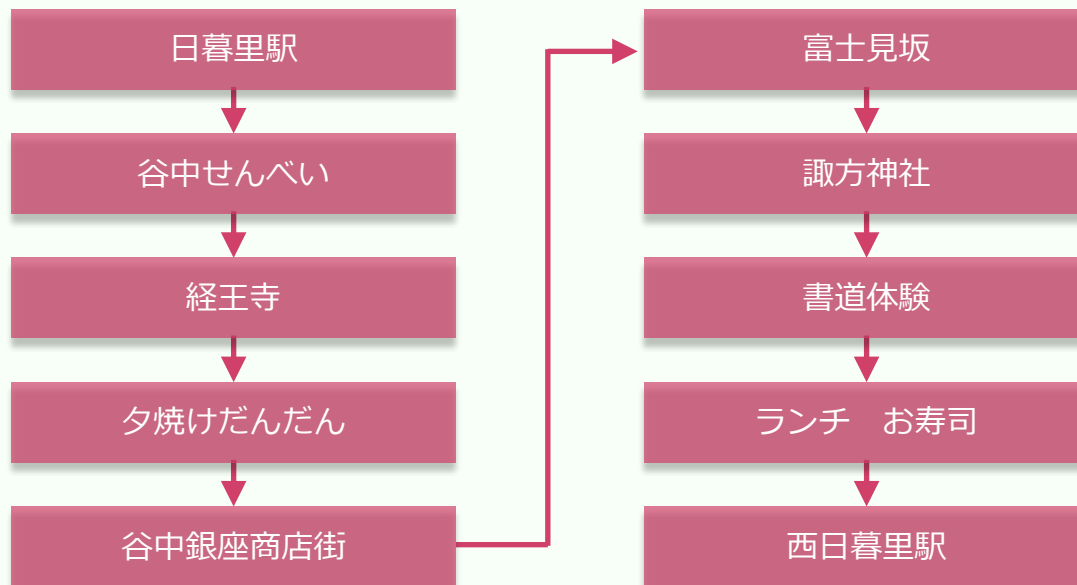 日暮里駅
谷中せんべい
経王寺
夕焼けだんだん
谷中銀座商店街
富士見坂
諏方神社
書道体験
ランチ　お寿司
西日暮里駅